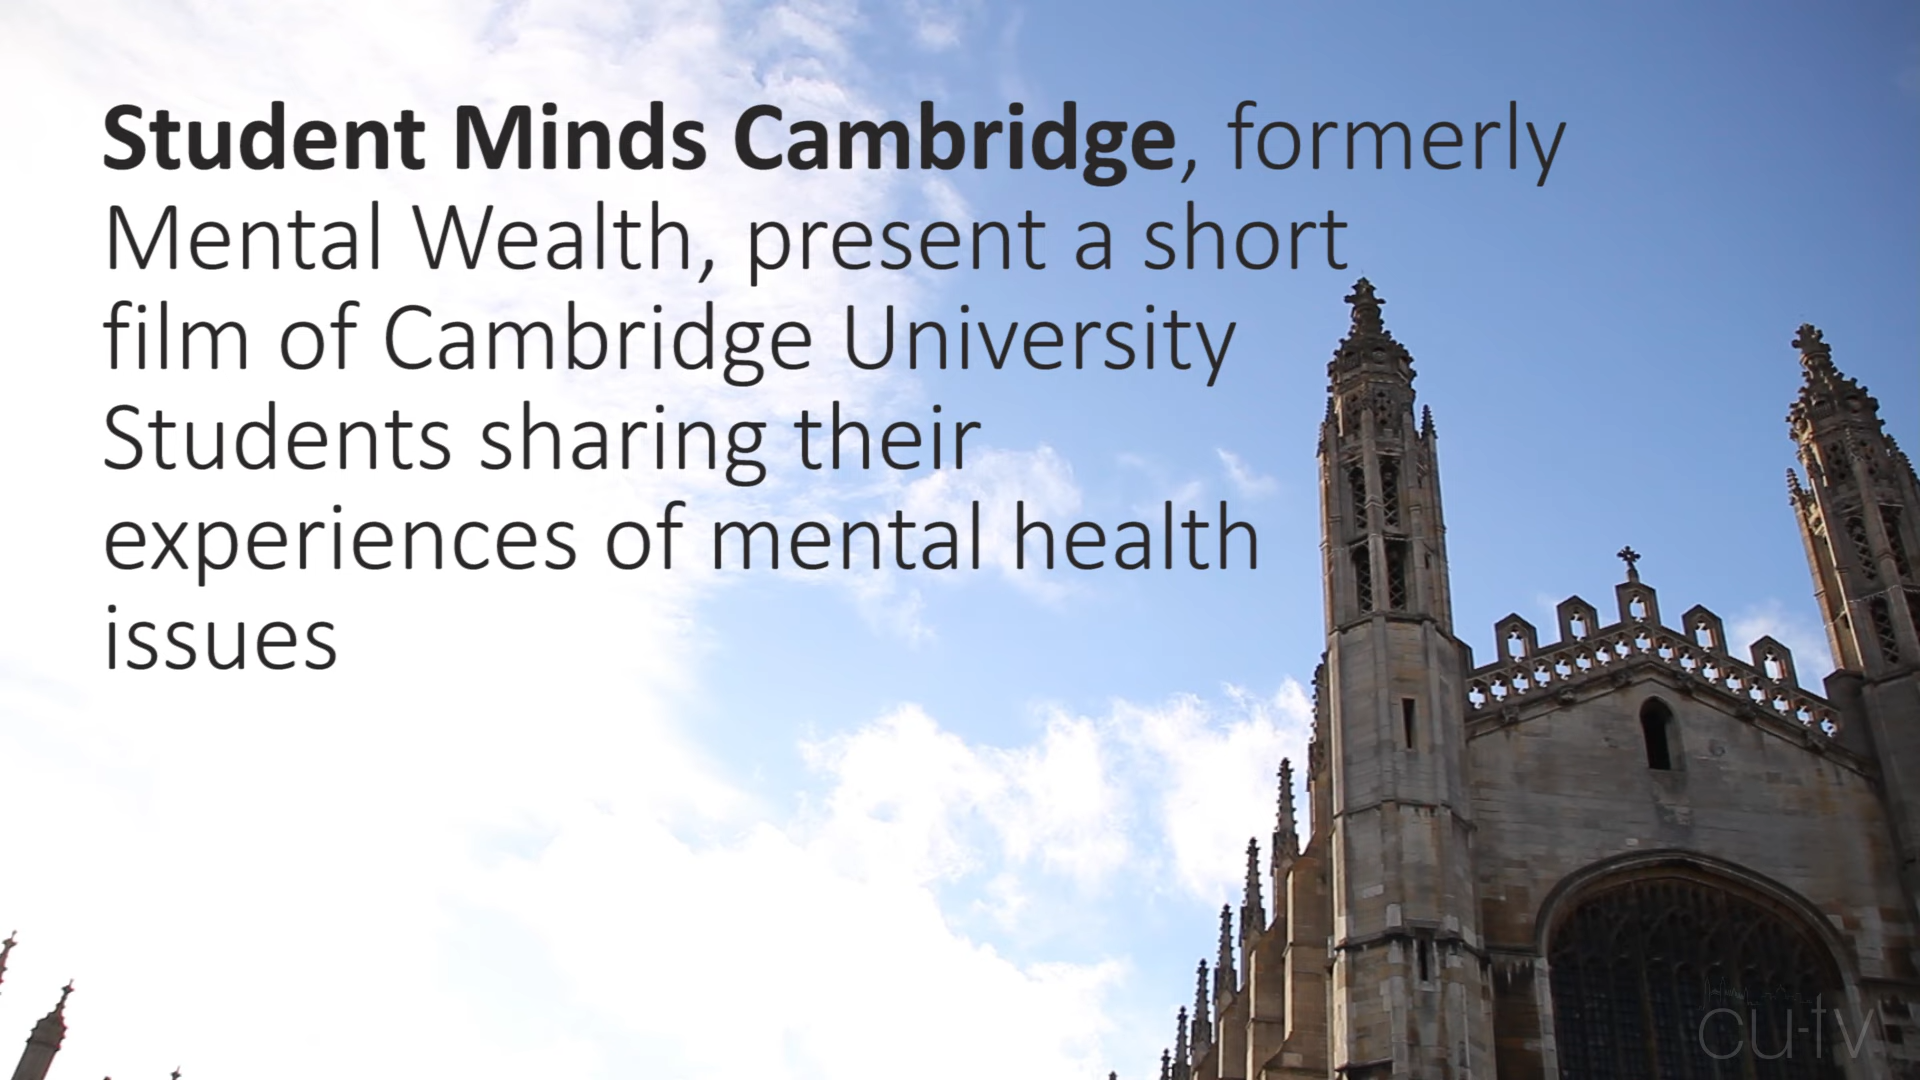 Student Minds Cambridge, formerly
Mental Wealth, present a short
film of Cambridge University
Students sharing their
experiences of mental health
issues
cu-tv